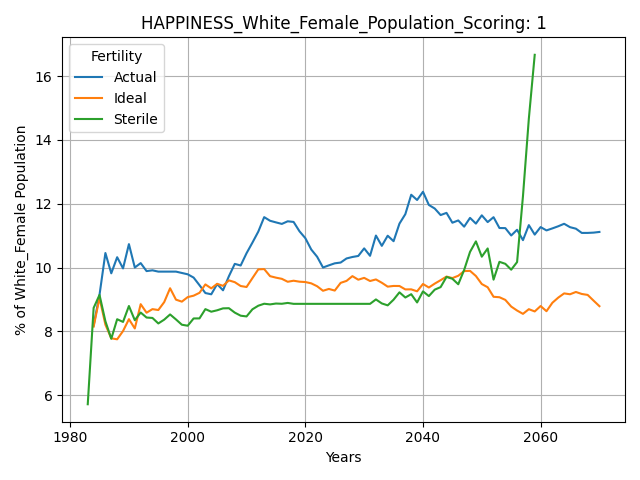 HAPPINESS_White_Female_Population_Scoring: 1
Fertility
Actual
Ideal
Sterile
% of White_Female Population
16
14
12
10
8
6
1980
2000
2020
2040
2060
Years